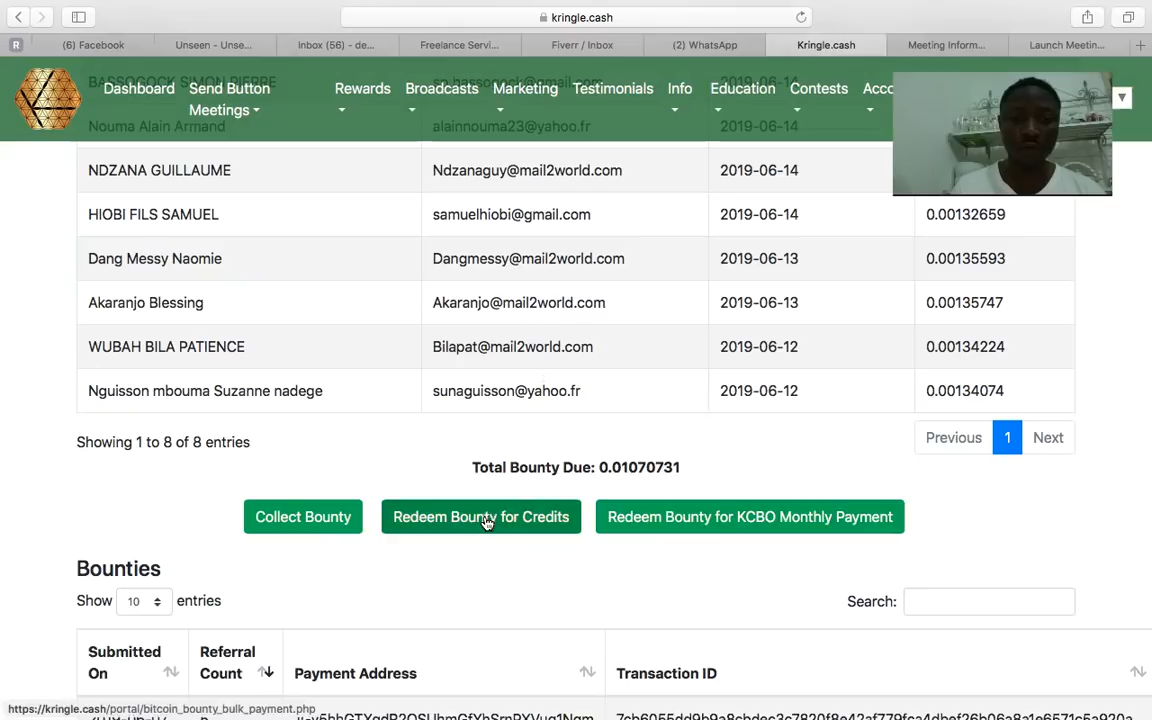 kringle.cash
R
(6) Facebook
Unseen - Unse...
Inbox (56) - de...
Freelance Servi...
Fiverr / Inbox
(2) WhatsApp
Kringle.cash
Meeting Inform...
Launch Meetin...
Dashboard
Send Button
Meetings
Rewards
Broadcasts
Marketing
Testimonials
Info
Education
Contests
Acco
BASSOGOCK SIMON PIERRE
Nouma Alain Armand alainnouma23@yahoo.fr 2019-06-14
NDZANA GUILLAUME Ndzanaguy@mail2world.com 2019-06-14
HIOBI FILS SAMUEL samuelhiobi@gmail.com 2019-06-14 0.00132659
Dang Messy Naomie Dangmessy@mail2world.com 2019-06-13 0.00135593
Akaranjo Blessing Akaranjo@mail2world.com 2019-06-13 0.00135747
WUBAH BILA PATIENCE Bilapat@mail2world.com 2019-06-12 0.00134224
Nguisson mbouma Suzanne nadege sunaguisson@yahoo.fr 2019-06-12 0.00134074
Showing 1 to 8 of 8 entries
Previous 1 Next
Total Bounty Due: 0.01070731
Collect Bounty
Redeem Bounty for Credits
Redeem Bounty for KCBO Monthly Payment
Bounties
Show 10 entries
Search:
Submitted
On
Referral
Count
Payment Address
Transaction ID
https://kringle.cash/portal/bitcoin_bounty_bulk_payment.php